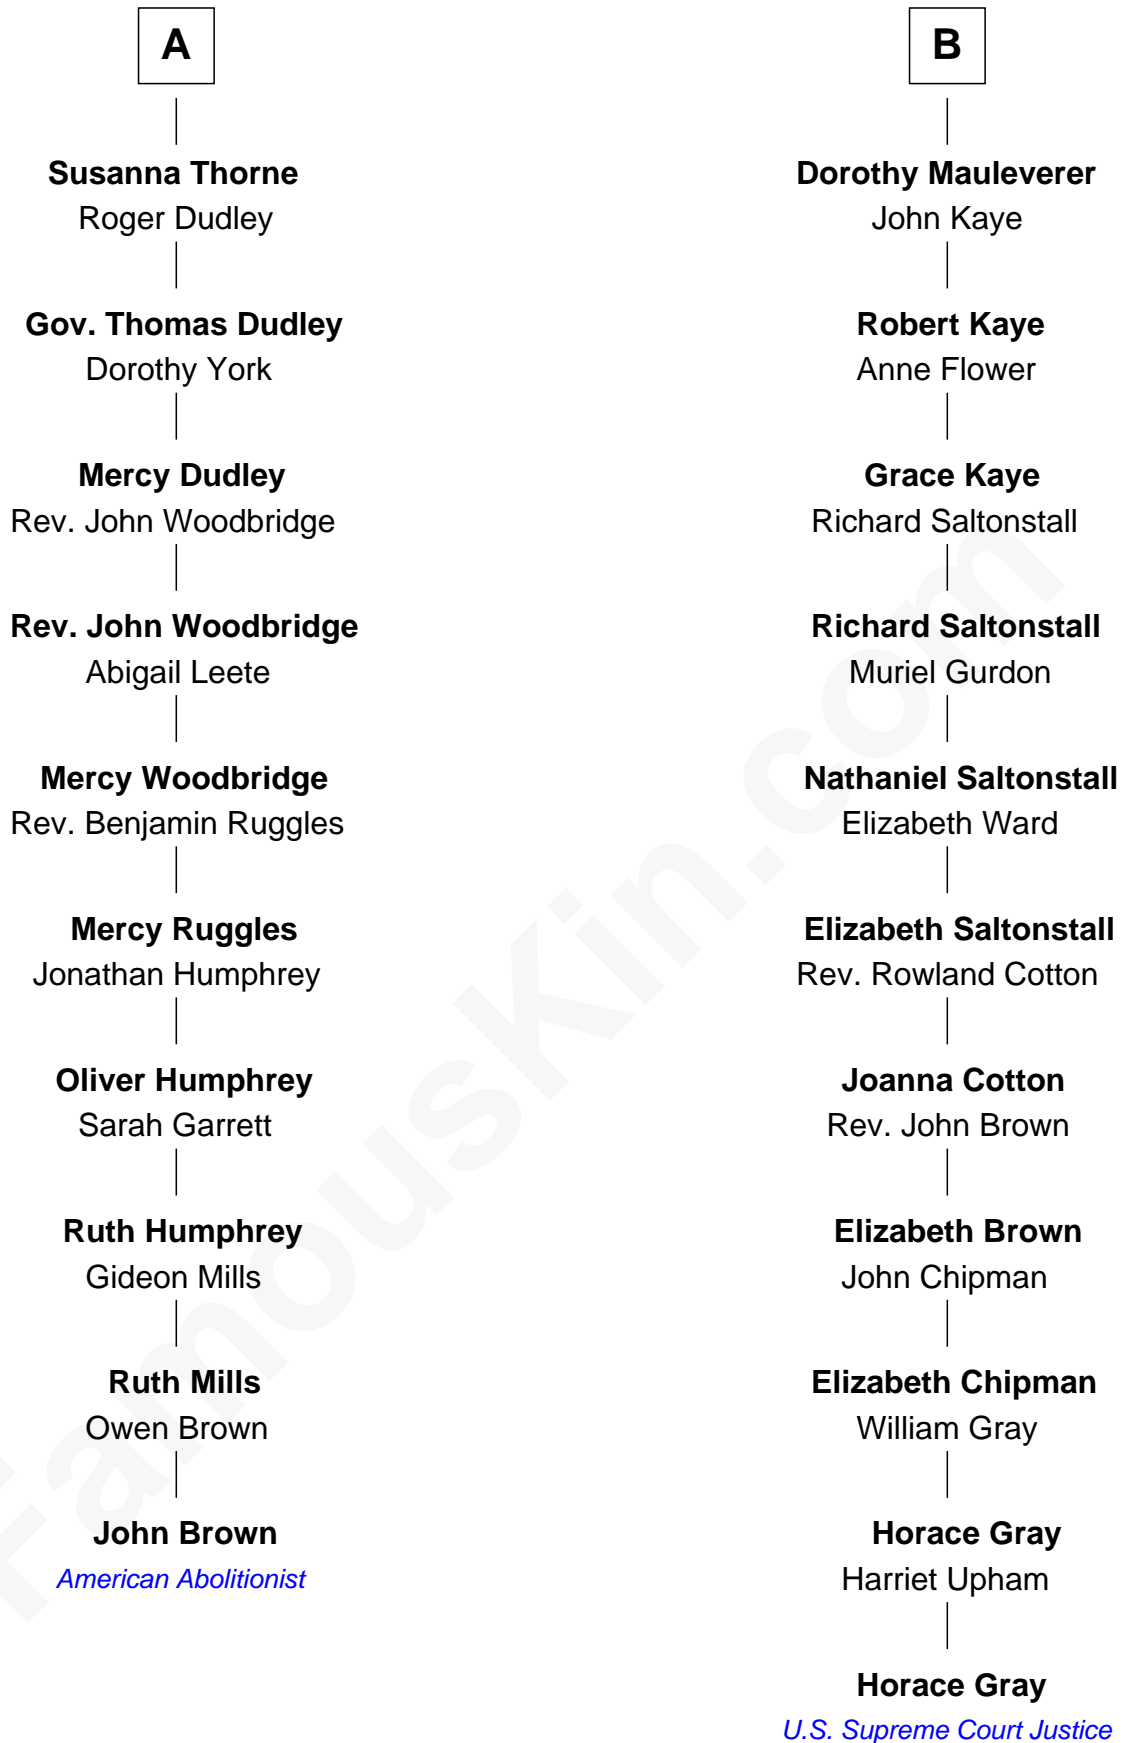 A
Susanna Thorne
Roger Dudley
Gov. Thomas Dudley
Dorothy York
Mercy Dudley
Rev. John Woodbridge
Rev. John Woodbridge
Abigail Leete
Mercy Woodbridge
Rev. Benjamin Ruggles
Mercy Ruggles
Jonathan Humphrey
Oliver Humphrey
Sarah Garrett
Ruth Humphrey
Gideon Mills
Ruth Mills
Owen Brown
John Brown
American Abolitionist
B
Dorothy Mauleverer
John Kaye
Robert Kaye
Anne Flower
Grace Kaye
Richard Saltonstall
Richard Saltonstall
Muriel Gurdon
Nathaniel Saltonstall
Elizabeth Ward
Elizabeth Saltonstall
Rev. Rowland Cotton
Joanna Cotton
Rev. John Brown
Elizabeth Brown
John Chipman
Elizabeth Chipman
William Gray
Horace Gray
Harriet Upham
Horace Gray
U.S. Supreme Court Justice
FamousKin.com